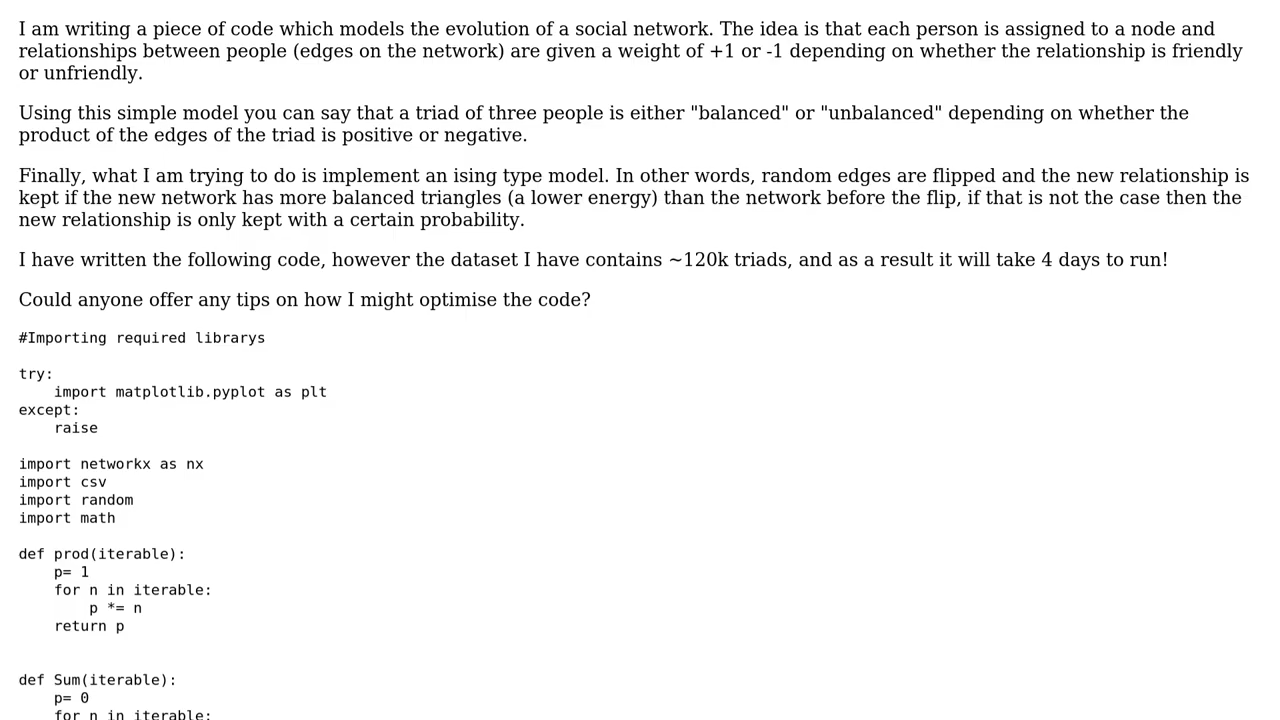 I am writing a piece of code which models the evolution of a social network. The idea is that each person is assigned to a node and
relationships between people (edges on the network) are given a weight of +1 or -1 depending on whether the relationship is friendly
or unfriendly.
Using this simple model you can say that a triad of three people is either "balanced" or "unbalanced" depending on whether the
product of the edges of the triad is positive or negative.
Finally, what I am trying to do is implement an ising type model. In other words, random edges are flipped and the new relationship is
kept if the new network has more balanced triangles (a lower energy) than the network before the flip, if that is not the case then the
new relationship is only kept with a certain probability.
I have written the following code, however the dataset I have contains ~120k triads, and as a result it will take 4 days to run!
Could anyone offer any tips on how I might optimise the code?
#Importing required librarys
try:
    import matplotlib.pyplot as plt
except:
    raise
import networkx as nx
import csv
import random
import math
def prod(iterable):
    p= 1
    for n in iterable:
        p *= n
    return p
def Sum(iterable):
    p= 0
    for n in iterable: